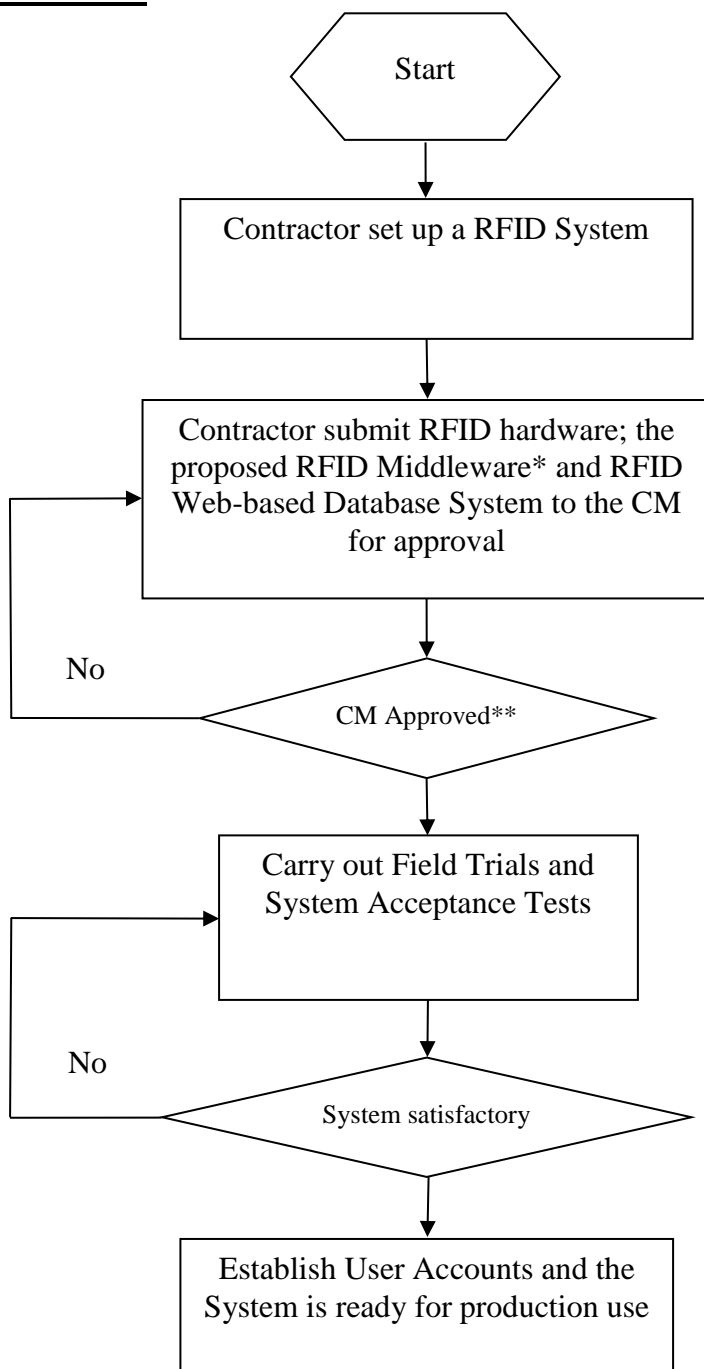 Start
Contractor set up a RFID System
Contractor submit RFID hardware; the
proposed RFID Middleware* and RFID
Web-based Database System to the CM
for approval
No
CM Approved**
Carry out Field Trials and
System Acceptance Tests
No
System satisfactory
Establish User Accounts and the
System is ready for production use